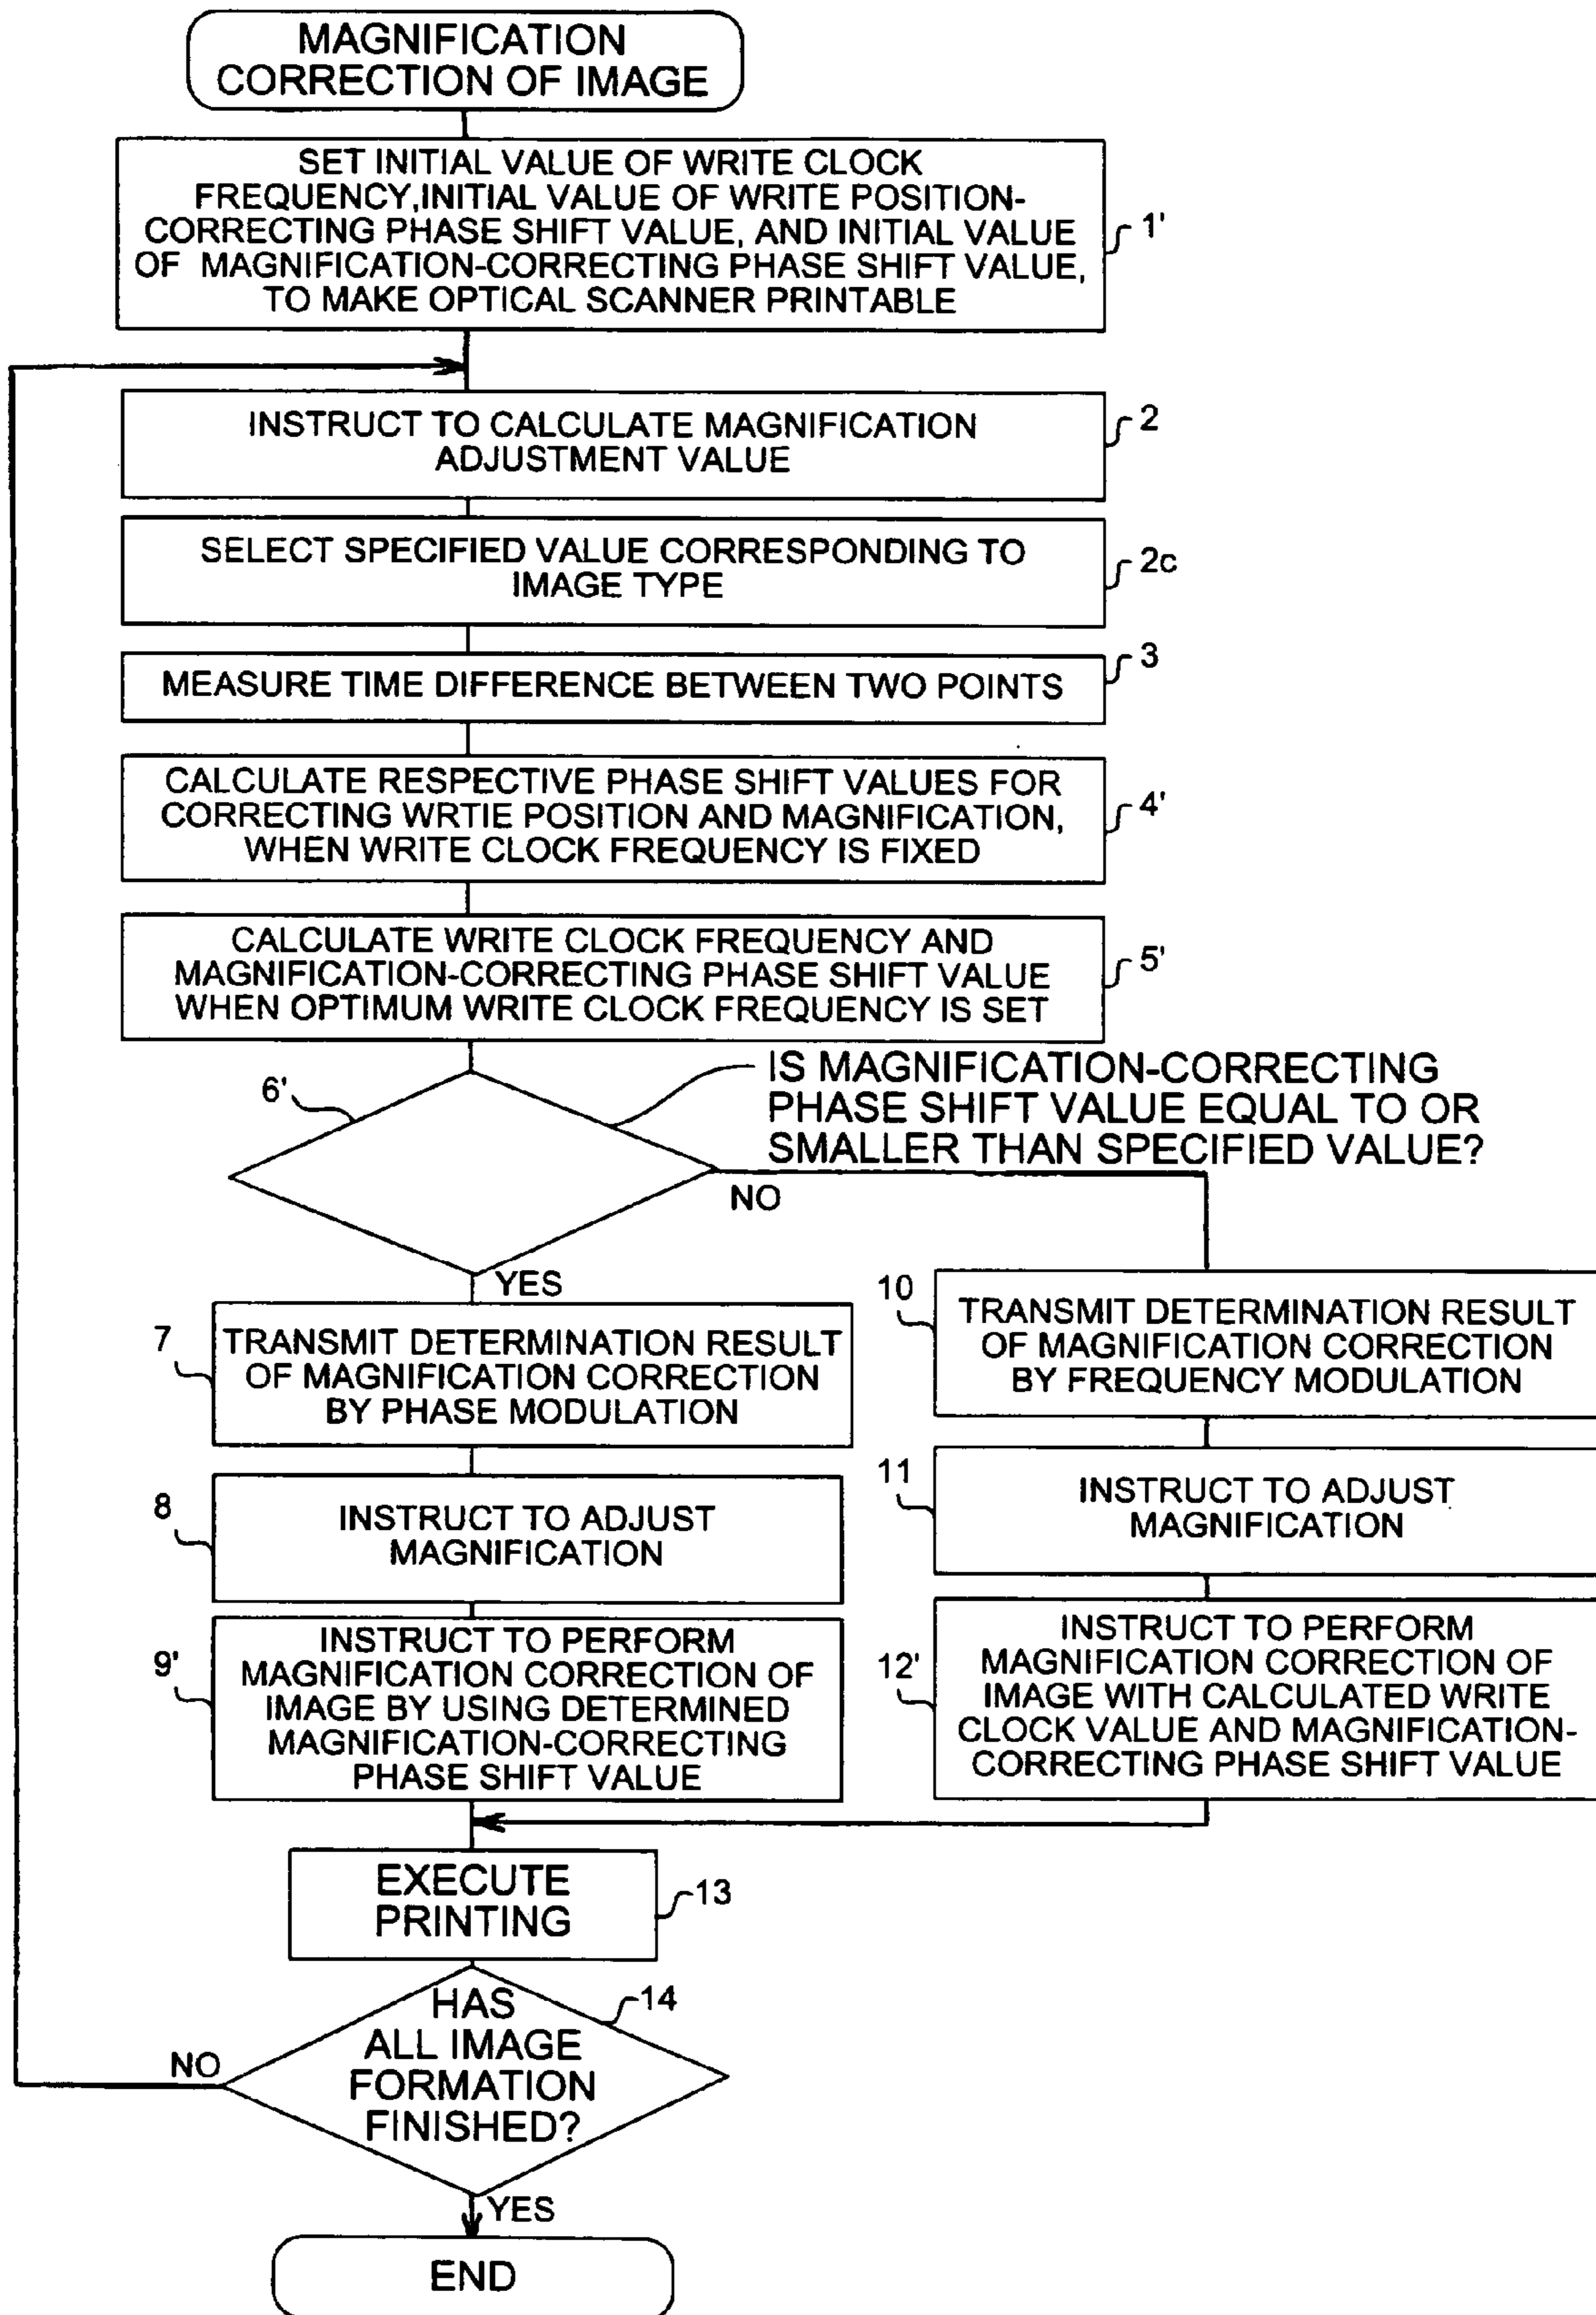 MAGNIFICATION
CORRECTION OF IMAGE
SET INITIAL VALUE OF WRITE CLOCK
FREQUENCY,INITIAL VALUE OF WRITE POSITION-
CORRECTING PHASE SHIFT VALUE, AND INITIAL VALUE
OF MAGNIFICATION-CORRECTING PHASE SHIFT VALUE,
TO MAKE OPTICAL SCANNER PRINTABLE
1'
INSTRUCT TO CALCULATE MAGNIFICATION
ADJUSTMENT VALUE
2
SELECT SPECIFIED VALUE CORRESPONDING TO
IMAGE TYPE
2c
MEASURE TIME DIFFERENCE BETWEEN TWO POINTS
3
CALCULATE RESPECTIVE PHASE SHIFT VALUES FOR
CORRECTING WRTIE POSITION AND MAGNIFICATION,
WHEN WRITE CLOCK FREQUENCY IS FIXED
4'
CALCULATE WRITE CLOCK FREQUENCY AND
MAGNIFICATION-CORRECTING PHASE SHIFT VALUE
WHEN OPTIMUM WRITE CLOCK FREQUENCY IS SET
5'
6'
IS MAGNIFICATION-CORRECTING
PHASE SHIFT VALUE EQUAL TO OR
SMALLER THAN SPECIFIED VALUE?
NO
YES
7
TRANSMIT DETERMINATION RESULT
OF MAGNIFICATION CORRECTION
BY PHASE MODULATION
8
INSTRUCT TO ADJUST
MAGNIFICATION
9'
INSTRUCT TO PERFORM
MAGNIFICATION CORRECTION OF
IMAGE BY USING DETERMINED
MAGNIFICATION-CORRECTING
PHASE SHIFT VALUE
10
TRANSMIT DETERMINATION RESULT
OF MAGNIFICATION CORRECTION
BY FREQUENCY MODULATION
11
INSTRUCT TO ADJUST
MAGNIFICATION
12'
INSTRUCT TO PERFORM
MAGNIFICATION CORRECTION OF
IMAGE WITH CALCULATED WRITE
CLOCK VALUE AND MAGNIFICATION-
CORRECTING PHASE SHIFT VALUE
EXECUTE
PRINTING
13
HAS
ALL IMAGE
FORMATION
FINISHED?
14
NO
YES
END